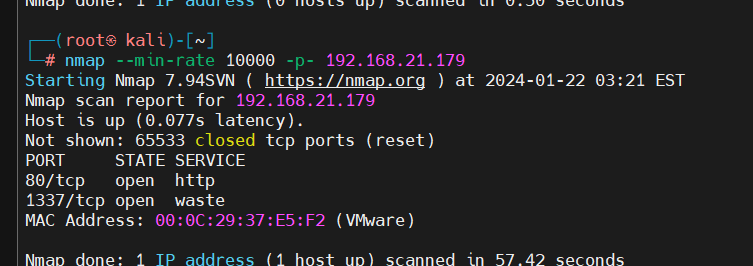 Nmap done: 1 IP address (0 hosts up) scanned in 0.50 seconds
┌──(root㉿kali)-[~]
└─# nmap --min-rate 10000 -p- 192.168.21.179
Starting Nmap 7.94SVN ( https://nmap.org ) at 2024-01-22 03:21 EST
Nmap scan report for 192.168.21.179
Host is up (0.077s latency).
Not shown: 65533 closed tcp ports (reset)
PORT     STATE SERVICE
80/tcp   open  http
1337/tcp open  waste
MAC Address: 00:0C:29:37:E5:F2 (VMware)
Nmap done: 1 IP address (1 host up) scanned in 57.42 seconds